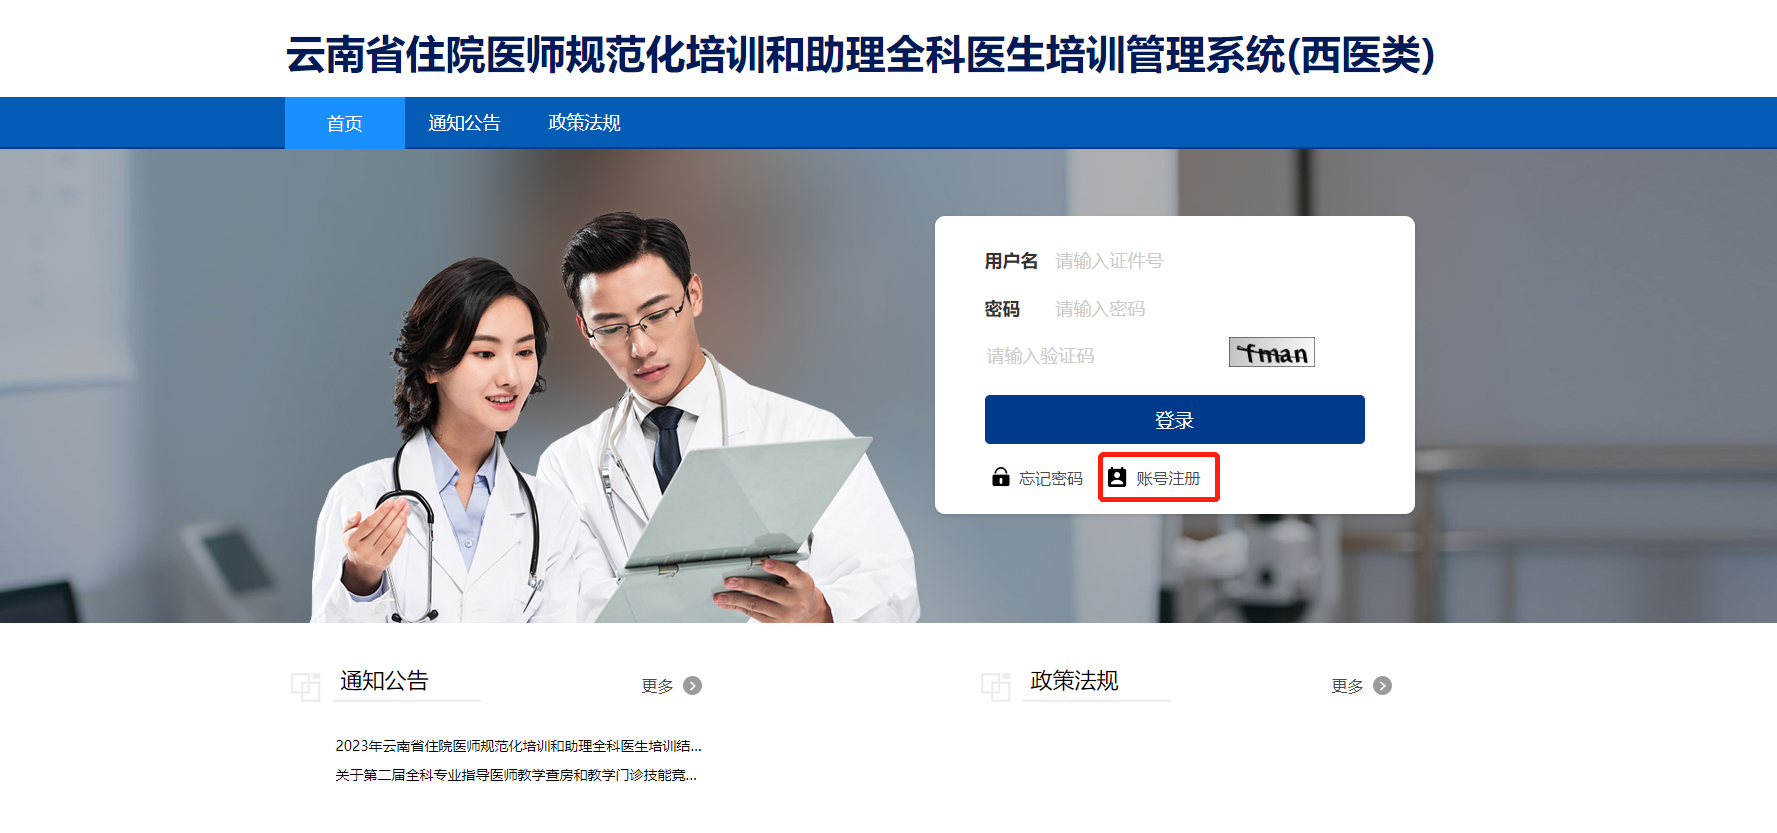 云南省住院医师规范化培训和助理全科医生培训管理系统(西医类)
首页 通知公告 政策法规
用户名 请输入证件号
密码 请输入密码
请输入验证码 fman
登录
忘记密码 账号注册
通知公告 更多
政策法规 更多
2023年云南省住院医师规范化培训和助理全科医生培训结...
关于第二届全科专业指导医师教学查房和教学门诊技能竞...